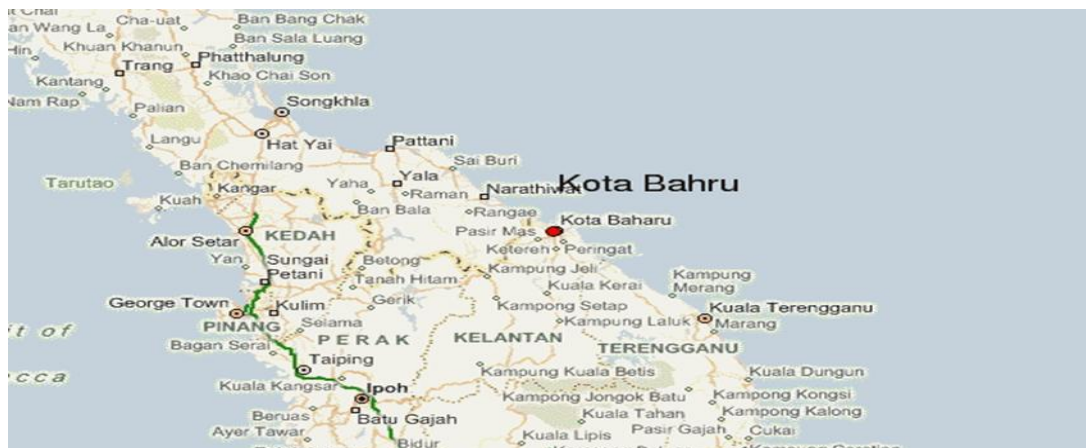 Cha-uat
Ban Bang Chak
an Wang La
Ban Sala Luang
Khuan Khanun
Hin
Phatthalung
Trang
Khao Chai Son
Kantang
Nam Rap
Palian
Songkhla
Langu
Hat Yai
Pattani
Ban Chemilang
Sai Buri
Tarutao
Yala
Yaha
Kangar
Raman
Narathiwat
Kota Bahru
Kuah
Ban Bala
Rangae
Kota Baharu
Alor Setar
KEDAH
Pasir Mas
Ketereh
Peringat
Yan
Sungai
Petani
Betong
Tanah Hitam
Kampung Jeli
Kampung
Merang
Kuala Kerai
George Town
Kulim
Gerik
Kampong Setap
Kuala Terengganu
PINANG
Selama
Kampung Laluk
Marang
it of
PERAK
KELANTAN
Bagan Serai
TERENGGANU
Taiping
cca
Kampung Kuala Betis
Kuala Dungun
Kuala Kangsar
Ipoh
Kampong Jongok Batu
Kampong Kongsi
Beruas
Batu Gajah
Kuala Tahan
Kampong Kalong
Ayer Tawar
Pasir Gajah
Bidur
Kuala Lipis
Cukai